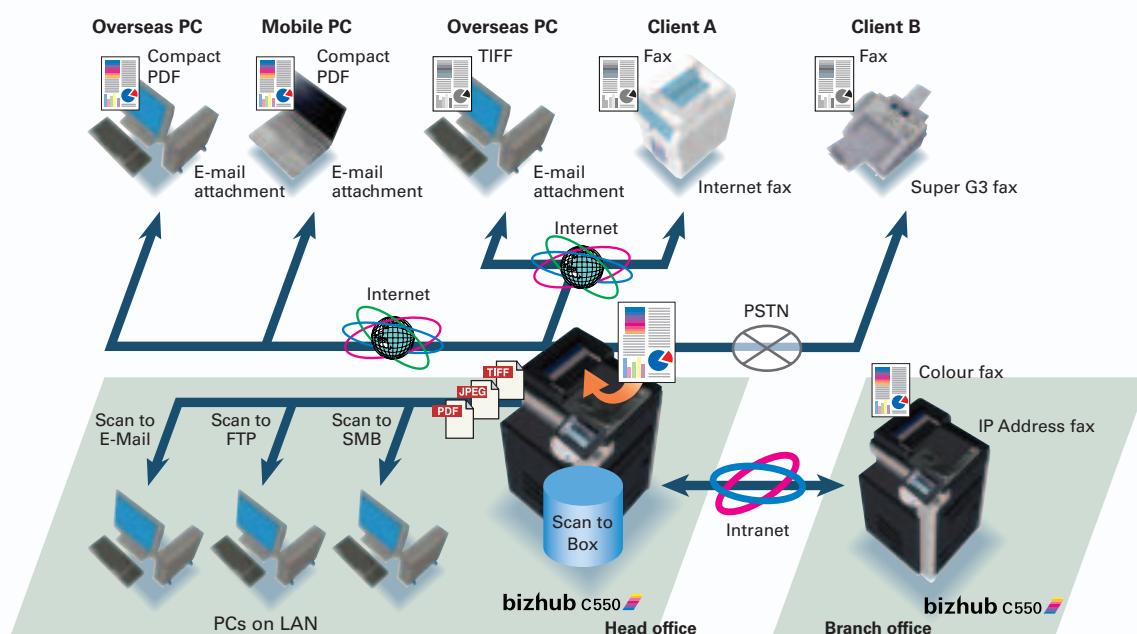 Overseas PC
Mobile PC
Overseas PC
Client A
Client B
Compact
PDF
Compact
PDF
TIFF
Fax
Fax
E-mail
attachment
E-mail
attachment
E-mail
attachment
Internet fax
Super G3 fax
Internet
Internet
PSTN
TIFF
JPEG
PDF
Colour fax
IP Address fax
Scan to
E-Mail
Scan to
FTP
Scan to
SMB
Scan to
Box
Intranet
bizhub C550
bizhub C550
PCs on LAN
Head office
Branch office